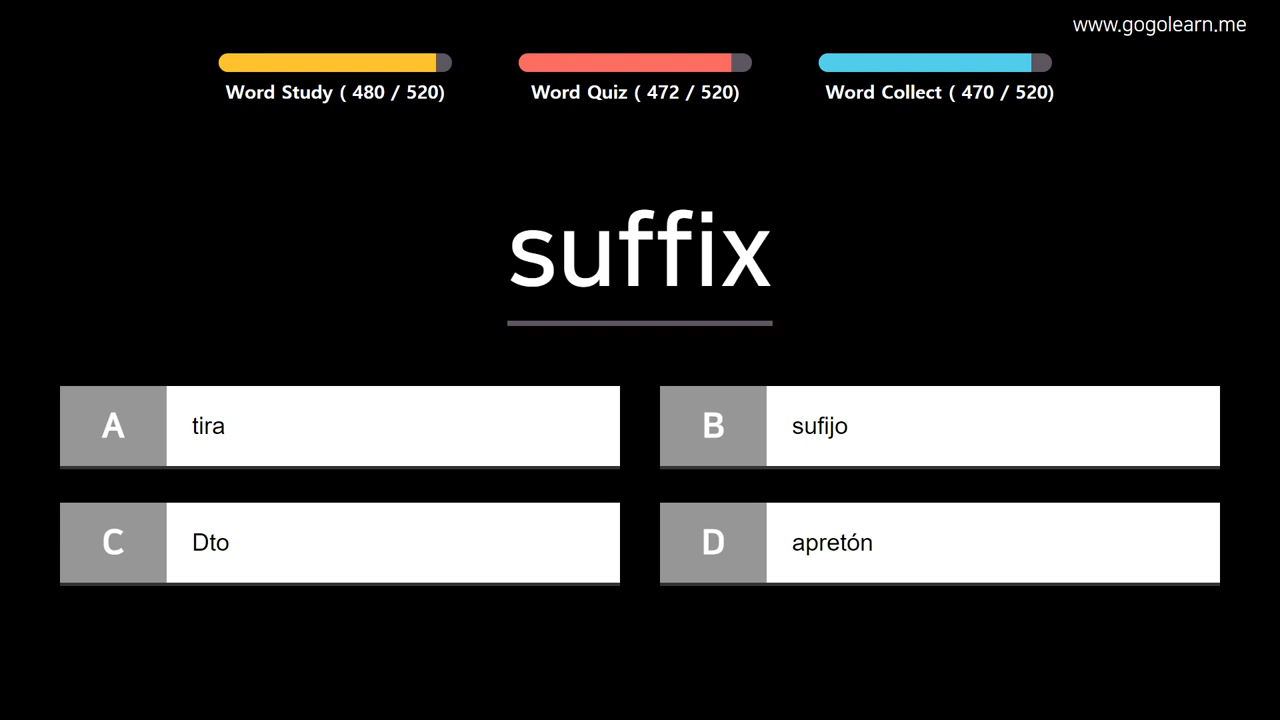 www.gogolearn.me
Word Study ( 480 / 520)
Word Quiz ( 472 / 520)
Word Collect ( 470 / 520)
suffix
A tira
B sufijo
C Dto
D apretón